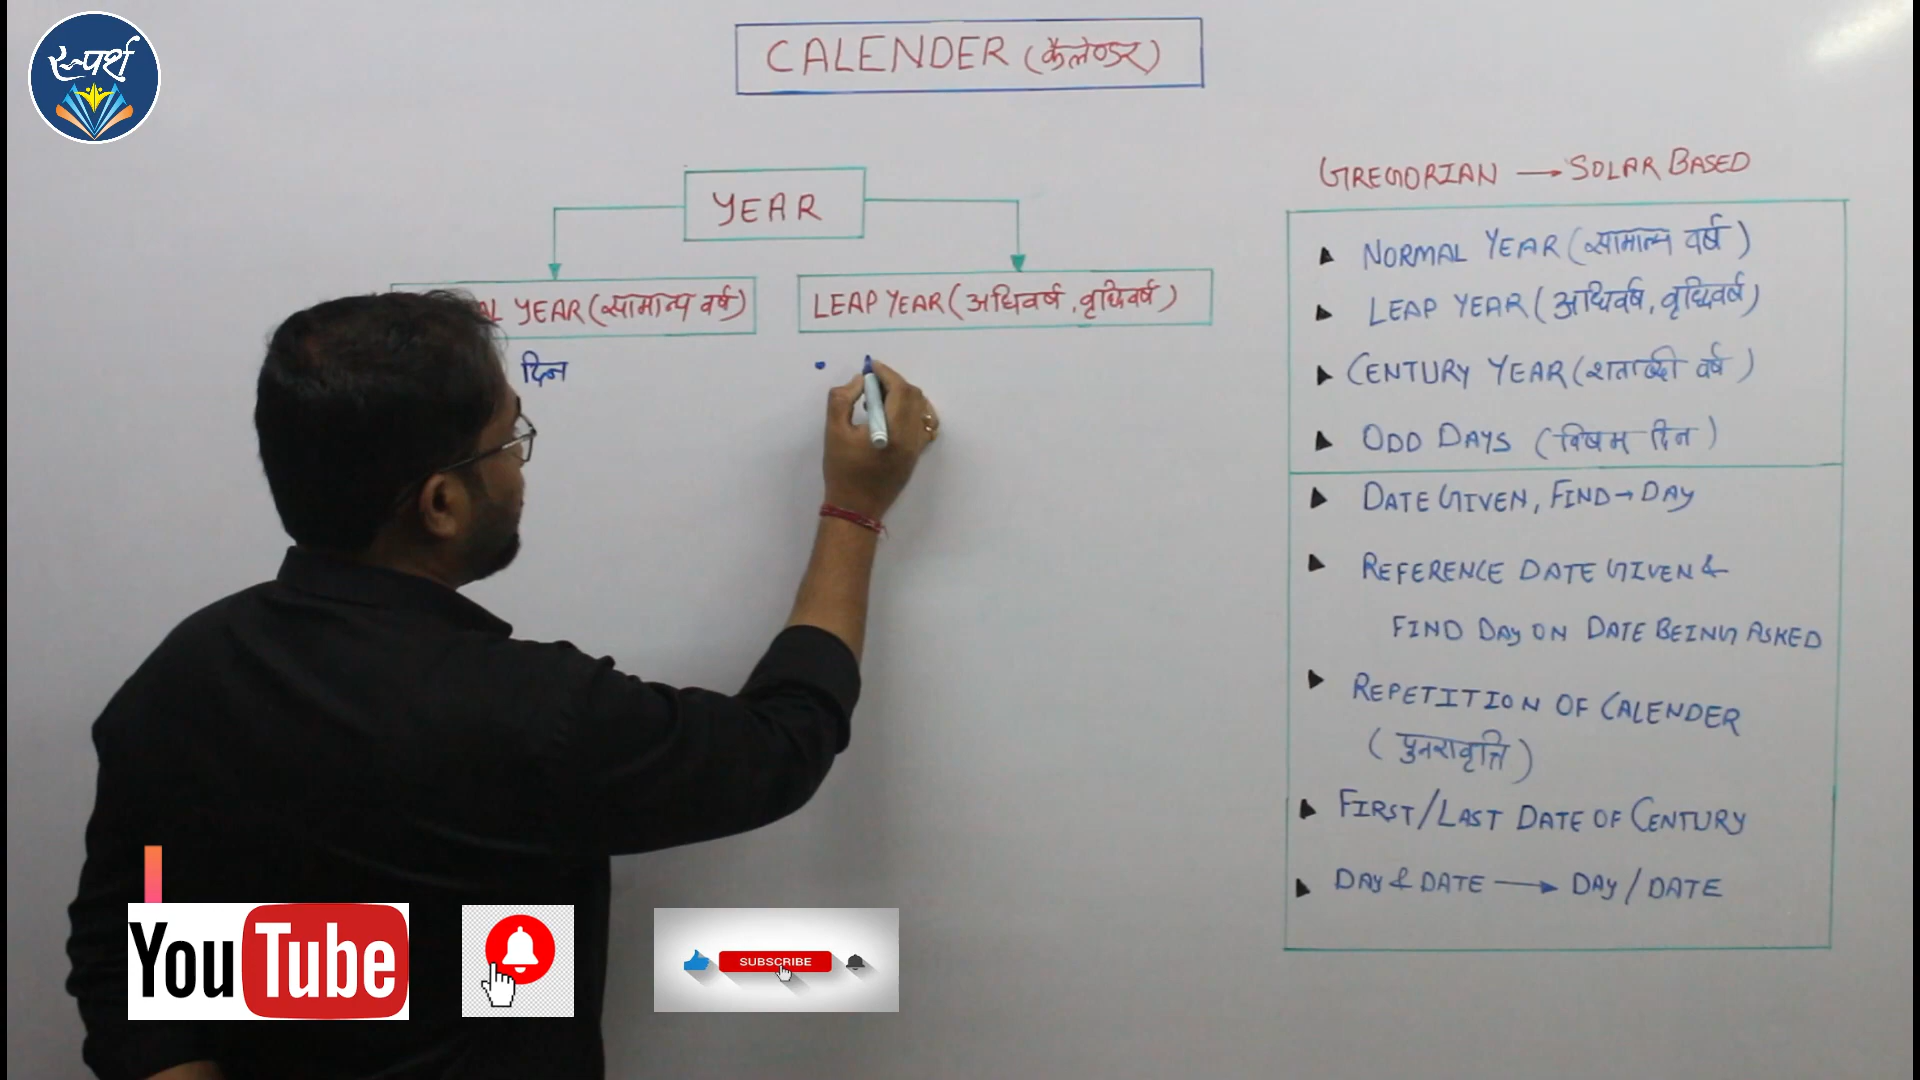 स्पर्श
CALENDER (कैलेण्डर)
YEAR
AL YEAR (सामान्य वर्ष)
LEAP YEAR (अधिवर्ष, वृद्धिवर्ष)
दिन
GREGORIAN → SOLAR BASED
NORMAL YEAR (सामान्य वर्ष)
LEAP YEAR (अधिवर्ष, वृद्धिवर्ष)
CENTURY YEAR (शताब्दी वर्ष)
ODD DAYS (विषम दिन)
DATE GIVEN, FIND → DAY
REFERENCE DATE GIVEN &
FIND DAY ON DATE BEING ASKED
REPETITION OF CALENDER
(पुनरावृत्ति)
FIRST/LAST DATE OF CENTURY
DAY & DATE → DAY/DATE
YouTube
SUBSCRIBE